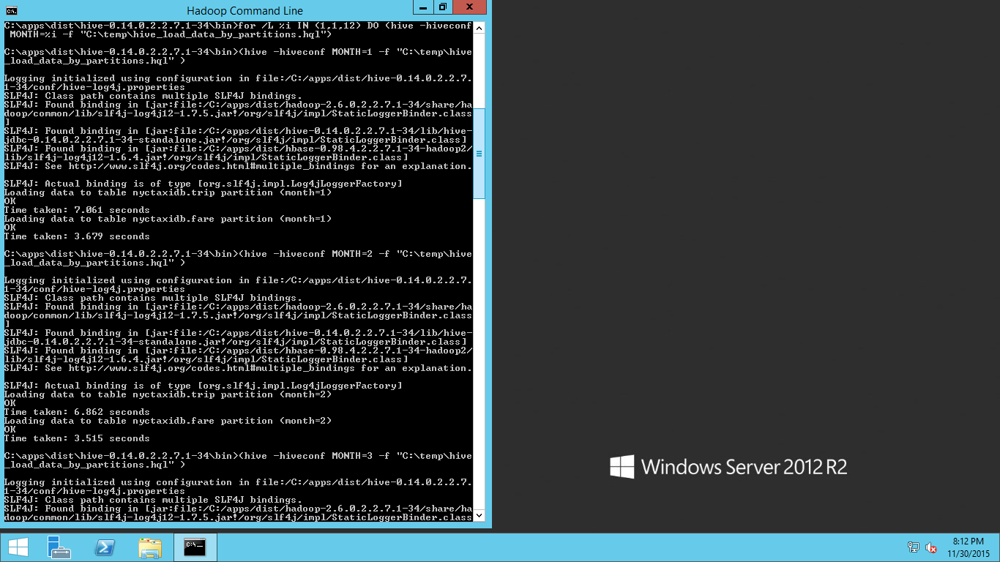 Hadoop Command Line
C:\apps\dist\hive-0.14.0.2.2.7.1-34\bin>for /L %i IN (1,1,12) DO (hive -hiveconf
 MONTH=%i -f "C:\temp\hive_load_data_by_partitions.hql")
C:\apps\dist\hive-0.14.0.2.2.7.1-34\bin>(hive -hiveconf MONTH=1 -f "C:\temp\hive
_load_data_by_partitions.hql" )
Logging initialized using configuration in file:/C:/apps/dist/hive-0.14.0.2.2.7.
1-34/conf/hive-log4j.properties
SLF4J: Class path contains multiple SLF4J bindings.
SLF4J: Found binding in [jar:file:/C:/apps/dist/hadoop-2.6.0.2.2.7.1-34/share/ha
doop/common/lib/slf4j-log4j12-1.7.5.jar!/org/slf4j/impl/StaticLoggerBinder.class
]
SLF4J: Found binding in [jar:file:/C:/apps/dist/hive-0.14.0.2.2.7.1-34/lib/hive-
jdbc-0.14.0.2.2.7.1-34-standalone.jar!/org/slf4j/impl/StaticLoggerBinder.class]
SLF4J: Found binding in [jar:file:/C:/apps/dist/hbase-0.98.4.2.2.7.1-34-hadoop2/
lib/slf4j-log4j12-1.6.4.jar!/org/slf4j/impl/StaticLoggerBinder.class]
SLF4J: See http://www.slf4j.org/codes.html#multiple_bindings for an explanation.
SLF4J: Actual binding is of type [org.slf4j.impl.Log4jLoggerFactory]
Loading data to table nyctaxidb.trip partition (month=1)
OK
Time taken: 7.061 seconds
Loading data to table nyctaxidb.fare partition (month=1)
OK
Time taken: 3.679 seconds
C:\apps\dist\hive-0.14.0.2.2.7.1-34\bin>(hive -hiveconf MONTH=2 -f "C:\temp\hive
_load_data_by_partitions.hql" )
Logging initialized using configuration in file:/C:/apps/dist/hive-0.14.0.2.2.7.
1-34/conf/hive-log4j.properties
SLF4J: Class path contains multiple SLF4J bindings.
SLF4J: Found binding in [jar:file:/C:/apps/dist/hadoop-2.6.0.2.2.7.1-34/share/ha
doop/common/lib/slf4j-log4j12-1.7.5.jar!/org/slf4j/impl/StaticLoggerBinder.class
]
SLF4J: Found binding in [jar:file:/C:/apps/dist/hive-0.14.0.2.2.7.1-34/lib/hive-
jdbc-0.14.0.2.2.7.1-34-standalone.jar!/org/slf4j/impl/StaticLoggerBinder.class]
SLF4J: Found binding in [jar:file:/C:/apps/dist/hbase-0.98.4.2.2.7.1-34-hadoop2/
lib/slf4j-log4j12-1.6.4.jar!/org/slf4j/impl/StaticLoggerBinder.class]
SLF4J: See http://www.slf4j.org/codes.html#multiple_bindings for an explanation.
SLF4J: Actual binding is of type [org.slf4j.impl.Log4jLoggerFactory]
Loading data to table nyctaxidb.trip partition (month=2)
OK
Time taken: 6.862 seconds
Loading data to table nyctaxidb.fare partition (month=2)
OK
Time taken: 3.515 seconds
C:\apps\dist\hive-0.14.0.2.2.7.1-34\bin>(hive -hiveconf MONTH=3 -f "C:\temp\hive
_load_data_by_partitions.hql" )
Logging initialized using configuration in file:/C:/apps/dist/hive-0.14.0.2.2.7.
1-34/conf/hive-log4j.properties
SLF4J: Class path contains multiple SLF4J bindings.
SLF4J: Found binding in [jar:file:/C:/apps/dist/hadoop-2.6.0.2.2.7.1-34/share/ha
doop/common/lib/slf4j-log4j12-1.7.5.jar!/org/slf4j/impl/StaticLoggerBinder.class
Windows Server 2012 R2
8:12 PM
11/30/2015